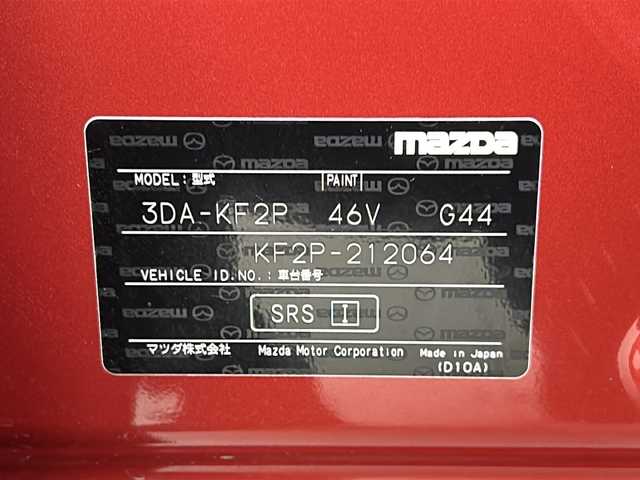 mazda
MODEL:型式 PAINT
3DA-KF2P 46V G44
KF2P-212064
VEHICLE ID.NO.:車台番号
SRS I
マツダ株式会社 Mazda Motor Corporation Made in Japan
(D10A)